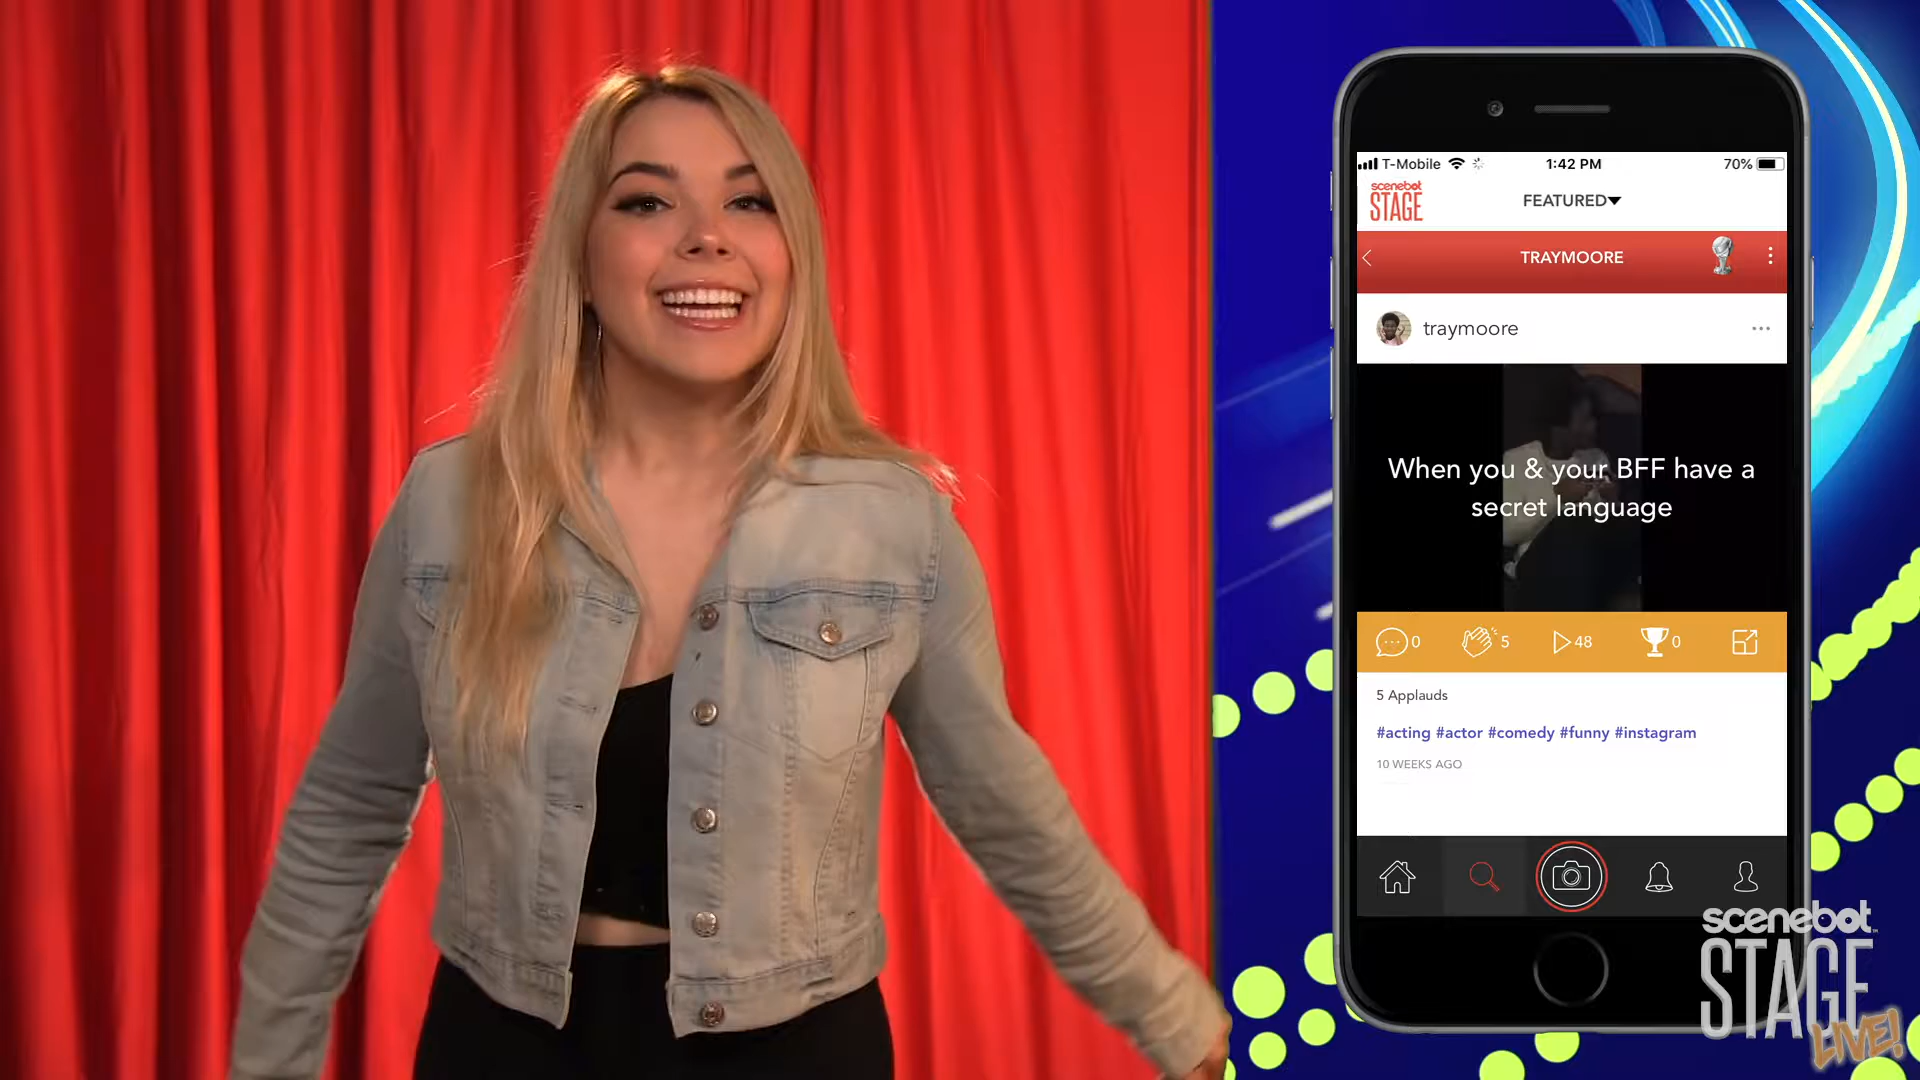 T-Mobile 1:42 PM 70%
scenebot
STAGE
FEATURED
TRAYMOORE
traymoore
When you & your BFF have a
secret language
0 5 48 0
5 Applauds
#acting #actor #comedy #funny #instagram
10 WEEKS AGO
scenebot™
STAGE
LIVE!